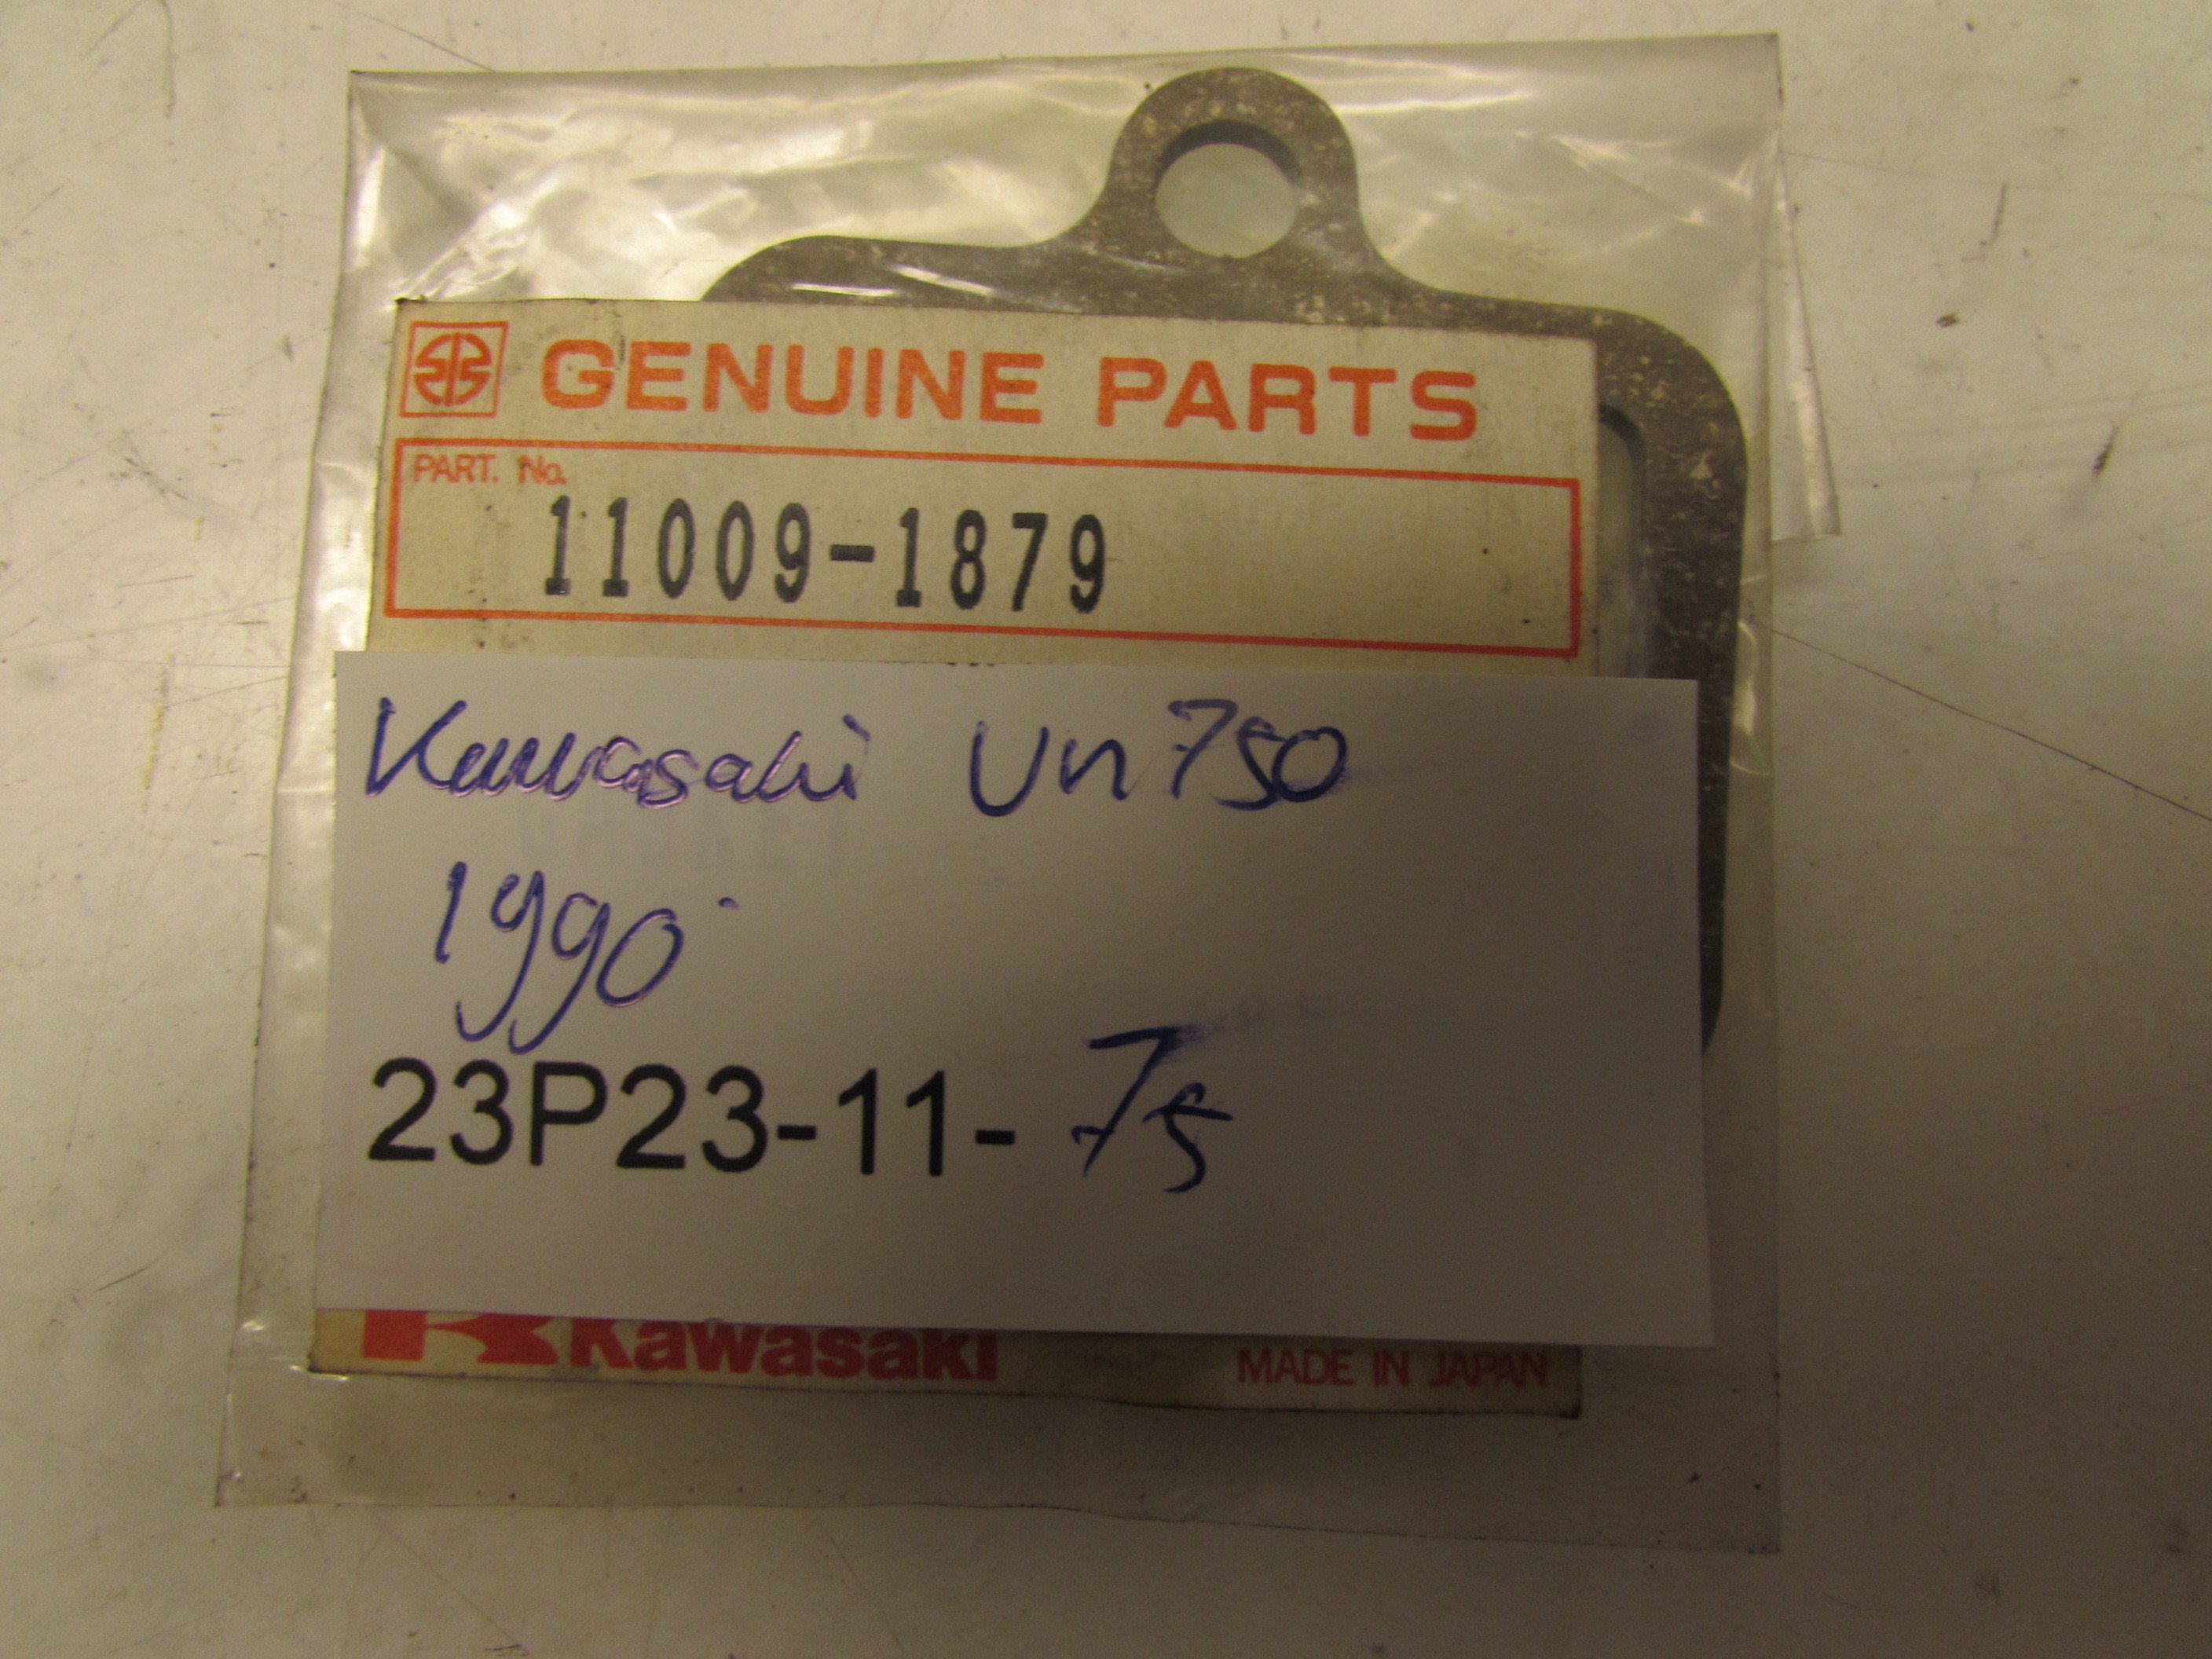 GENUINE PARTS
PART. No.
11009-1879
Kawasaki Vn750
1990
23P23-11-75
Kawasaki
MADE IN JAPAN